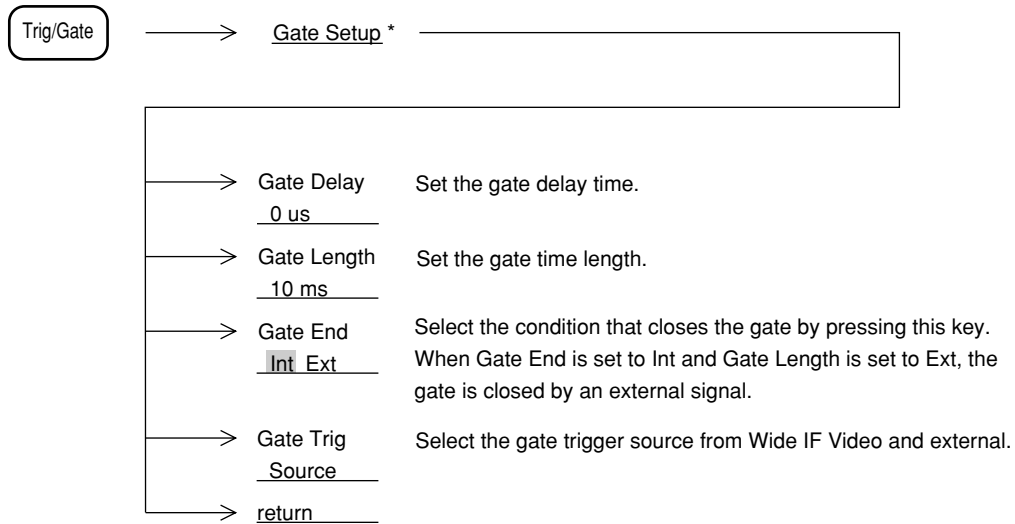 Trig/Gate
Gate Setup *
Gate Delay
0 us
Set the gate delay time.
Gate Length
10 ms
Set the gate time length.
Gate End
Int Ext
Select the condition that closes the gate by pressing this key.
When Gate End is set to Int and Gate Length is set to Ext, the
gate is closed by an external signal.
Gate Trig
Source
Select the gate trigger source from Wide IF Video and external.
return